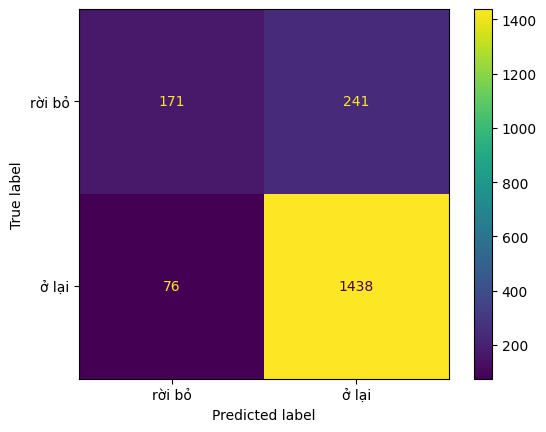 True label
rời bỏ
171
241
ở lại
76
1438
rời bỏ
ở lại
Predicted label
1400
1200
1000
800
600
400
200